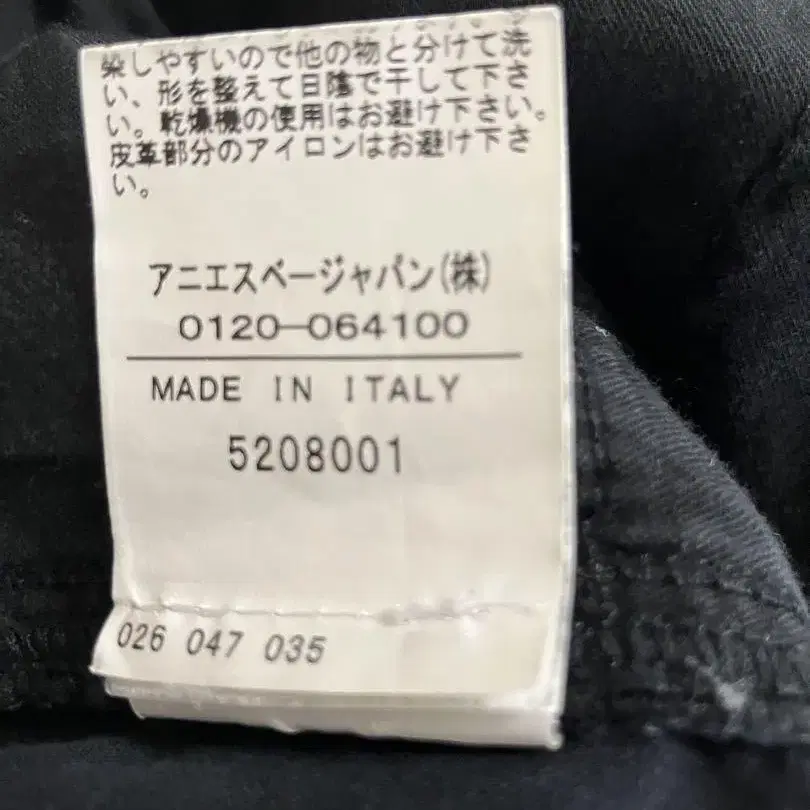 染しやすいので他の物と分けて洗
い、形を整えて日陰で干して下さ
い。乾燥機の使用はお避け下さい。
皮革部分のアイロンはお避け下さ
い。
アニエスベージャパン(株)
0120-064100
MADE IN ITALY
5208001
026 047 035